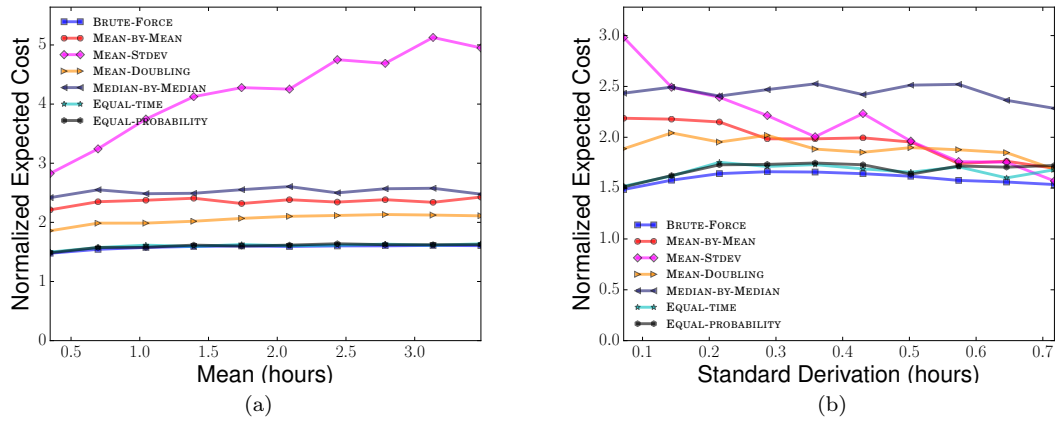 Normalized Expected Cost
5
4
3
2
1
0
Brute-Force
Mean-by-Mean
Mean-Stdev
Mean-Doubling
Median-by-Median
Equal-time
Equal-probability
0.5 1.0 1.5 2.0 2.5 3.0
Mean (hours)
(a)
Normalized Expected Cost
3.0
2.5
2.0
1.5
1.0
0.5
0.0
Brute-Force
Mean-by-Mean
Mean-Stdev
Mean-Doubling
Median-by-Median
Equal-time
Equal-probability
0.1 0.2 0.3 0.4 0.5 0.6 0.7
Standard Derivation (hours)
(b)